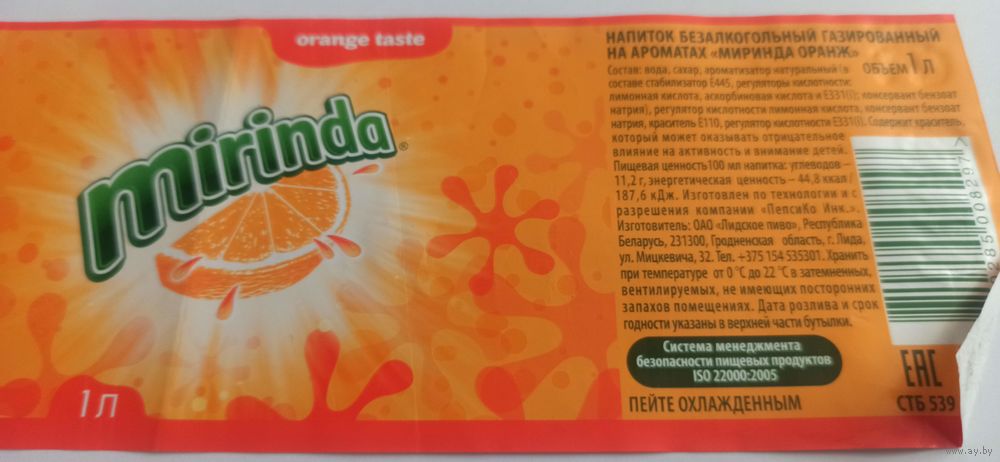 orange taste
mirinda®
1 Л
НАПИТОК БЕЗАЛКОГОЛЬНЫЙ ГАЗИРОВАННЫЙ
НА АРОМАТАХ «МИРИНДА ОРАНЖ»
ОБЪЕМ 1 Л
Состав: вода, сахар, ароматизатор натуральный (в
составе стабилизатор Е445, регуляторы кислотности:
лимонная кислота, аскорбиновая кислота и Е331(i); консервант бензоат
натрия), регулятор кислотности лимонная кислота, консервант бензоат
натрия, краситель Е110, регулятор кислотности Е331(i). Содержит краситель,
который может оказывать отрицательное
влияние на активность и внимание детей.
Пищевая ценность100 мл напитка: углеводов –
11,2 г, энергетическая ценность – 44,8 ккал/
187,6 кДж. Изготовлен по технологии и с
разрешения компании «ПепсиКо Инк.».
Изготовитель: ОАО «Лидское пиво», Республика
Беларусь, 231300, Гродненская область, г. Лида,
ул. Мицкевича, 32. Тел. +375 154 535301. Хранить
при температуре от 0 °С до 22 °С в затемненных,
вентилируемых, не имеющих посторонних
запахов помещениях. Дата розлива и срок
годности указаны в верхней части бутылки.
Система менеджмента
безопасности пищевых продуктов
ISO 22000:2005
ПЕЙТЕ ОХЛАЖДЕННЫМ
EAC
СТБ 539
www.ay.by